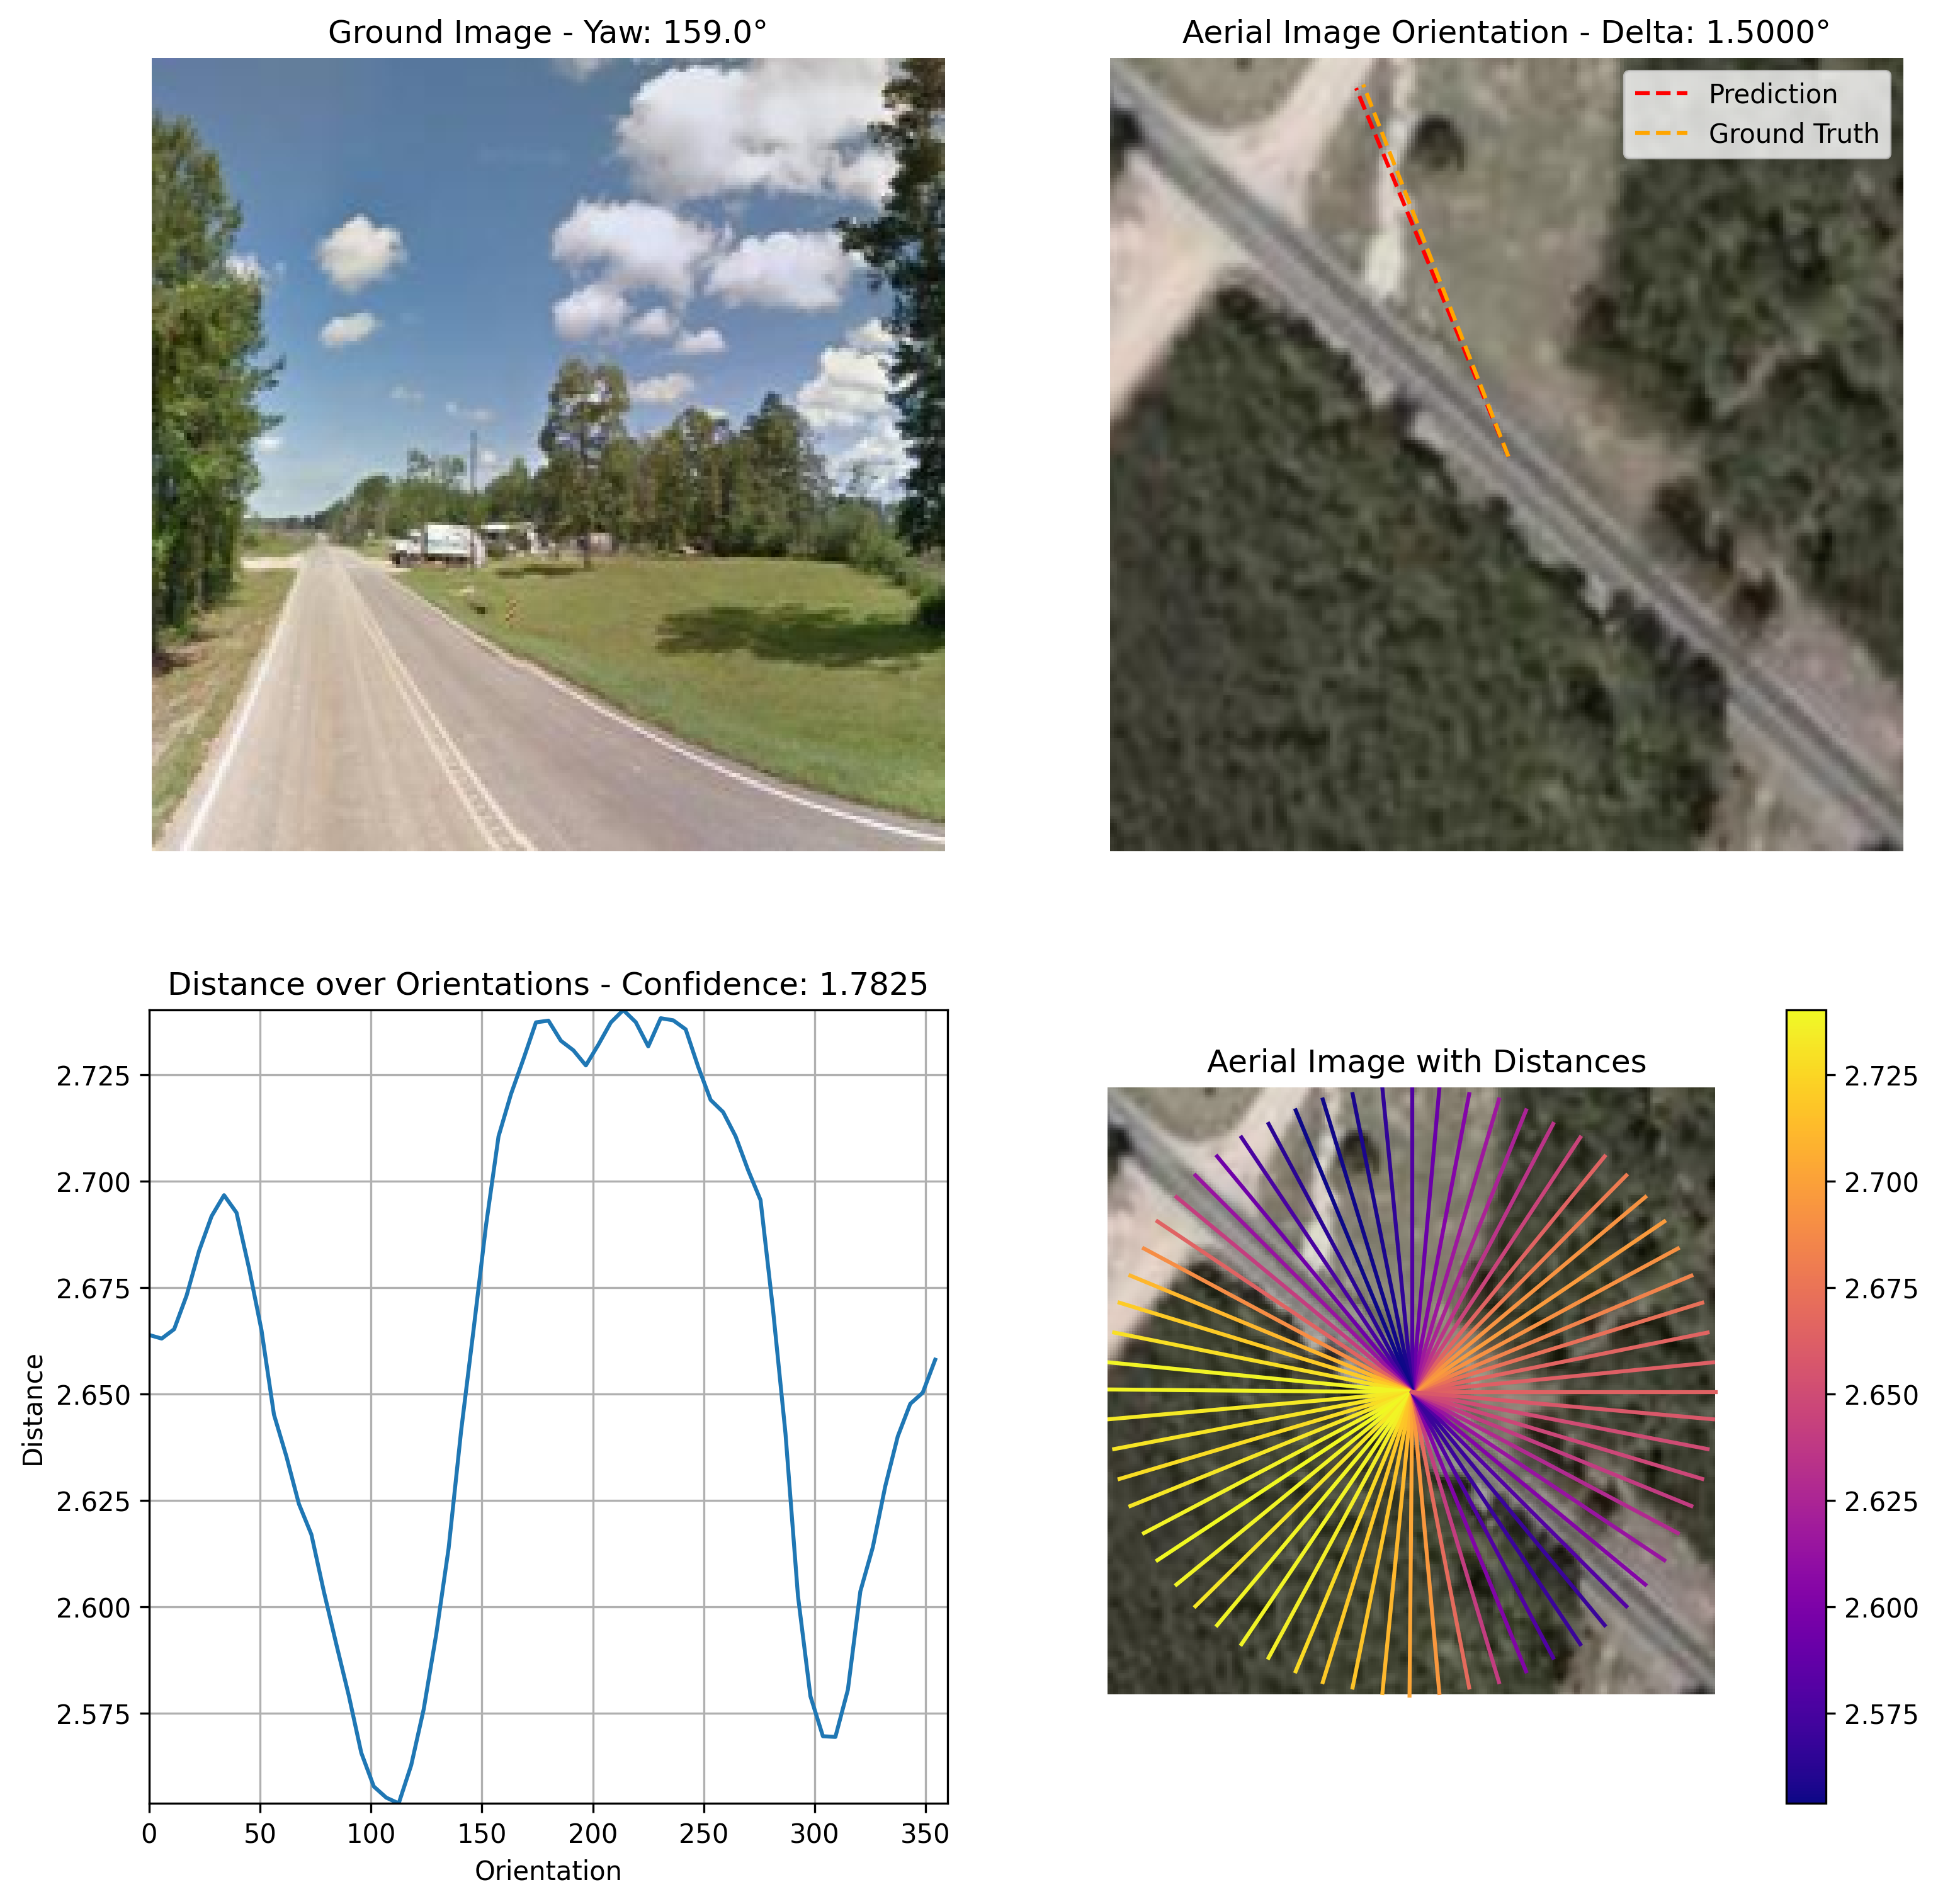 Ground Image - Yaw: 159.0°
Aerial Image Orientation - Delta: 1.5000°
Prediction
Ground Truth
Distance over Orientations - Confidence: 1.7825
2.725
2.700
2.675
2.650
2.625
2.600
2.575
Distance
0
50
100
150
200
250
300
350
Orientation
Aerial Image with Distances
2.725
2.700
2.675
2.650
2.625
2.600
2.575